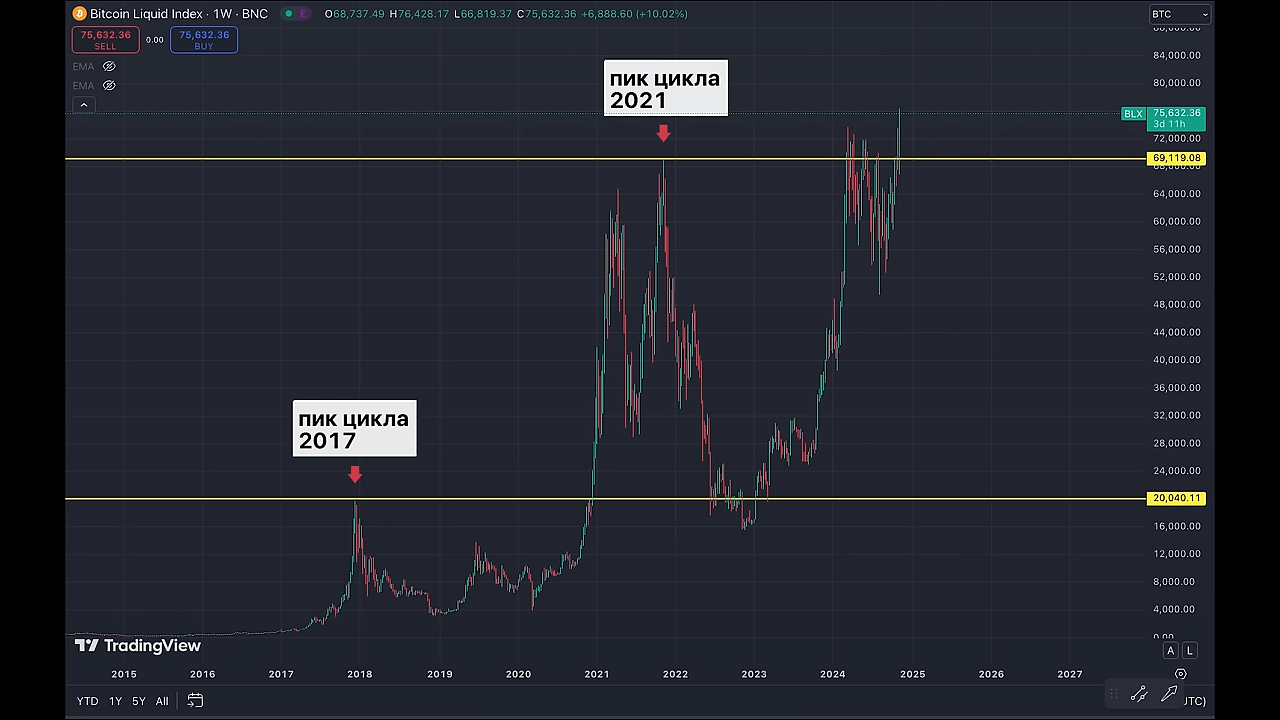 Bitcoin Liquid Index · 1W · BNC E O68,737.49 H76,428.17 L66,819.37 C75,632.36 +6,888.60 (+10.02%)
BTC
75,632.36
SELL
0.00
75,632.36
BUY
EMA
EMA
пик цикла
2021
пик цикла
2017
84,000.00
80,000.00
BLX
75,632.36
3d 11h
72,000.00
69,119.08
64,000.00
60,000.00
56,000.00
52,000.00
48,000.00
44,000.00
40,000.00
36,000.00
32,000.00
28,000.00
24,000.00
20,040.11
16,000.00
12,000.00
8,000.00
4,000.00
TradingView
A L
2015 2016 2017 2018 2019 2020 2021 2022 2023 2024 2025 2026 2027
YTD 1Y 5Y All